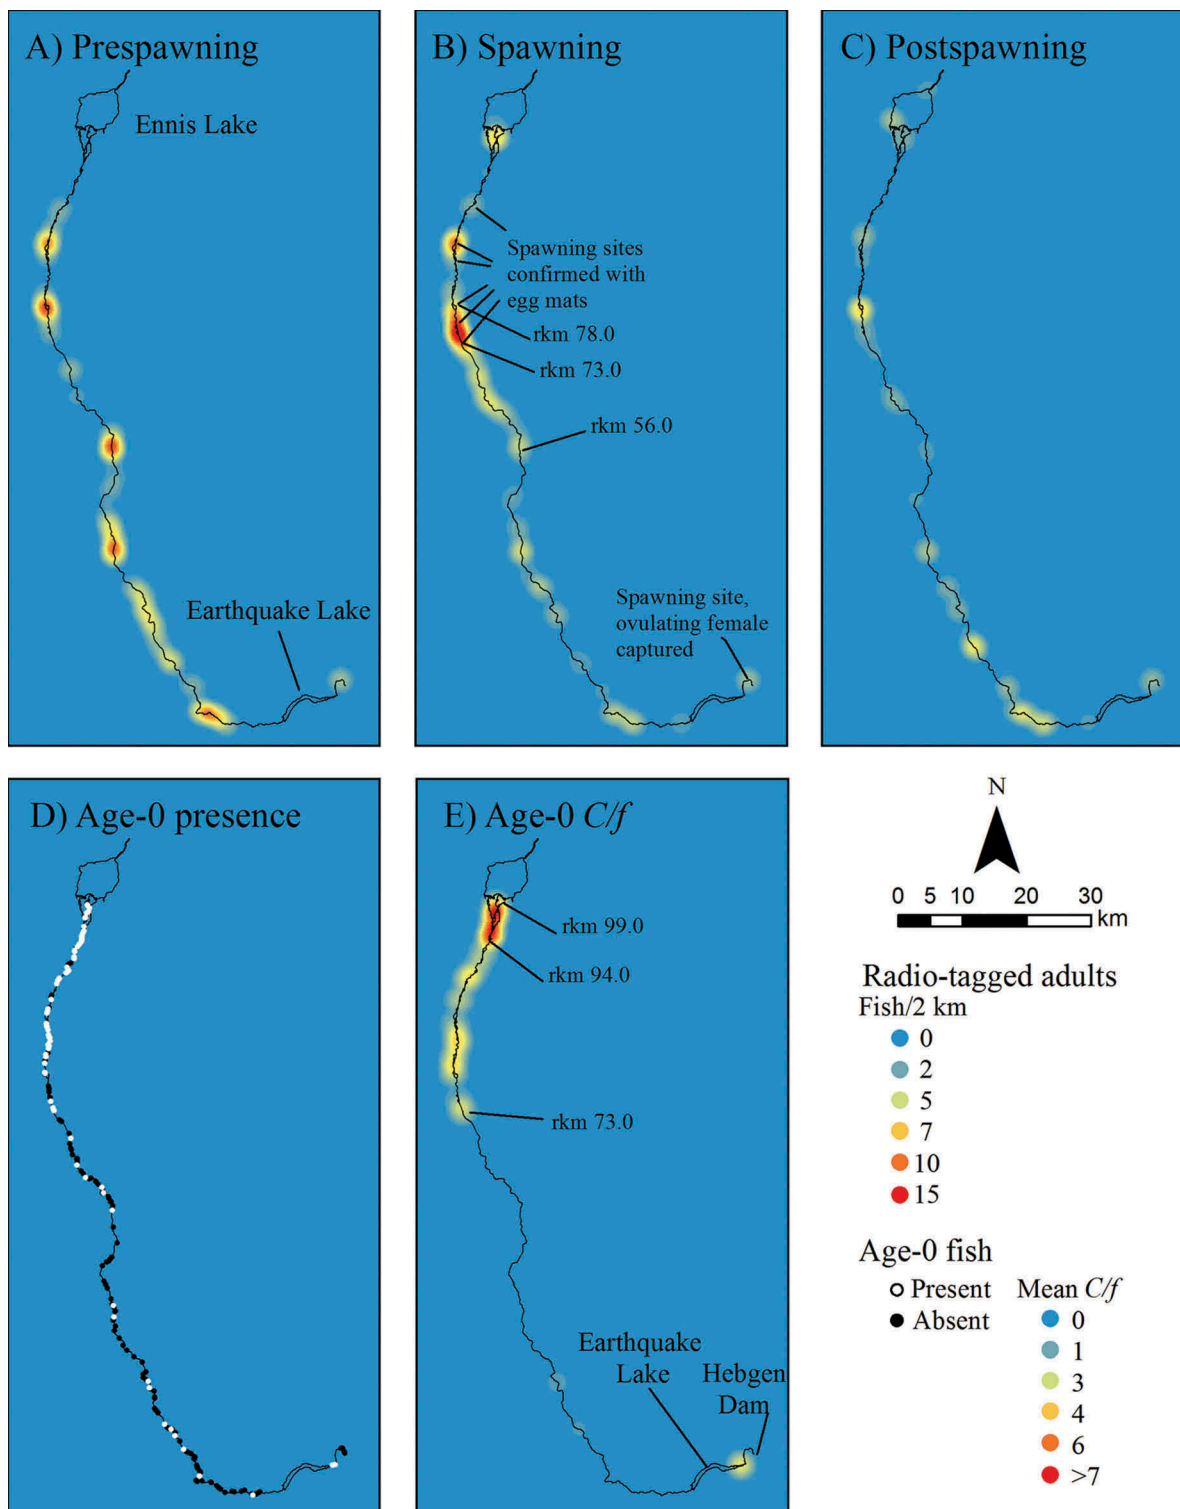 A) Prespawning
Ennis Lake
Earthquake Lake
B) Spawning
Spawning sites
confirmed with
egg mats
rkm 78.0
rkm 73.0
rkm 56.0
Spawning site,
ovulating female
captured
C) Postspawning
D) Age-0 presence
E) Age-0 C/f
rkm 99.0
rkm 94.0
rkm 73.0
Earthquake
Lake
Hebgen
Dam
N
0 5 10 20 30
km
Radio-tagged adults
Fish/2 km
0
2
5
7
10
15
Age-0 fish
Present
Absent
Mean C/f
0
1
3
4
6
>7